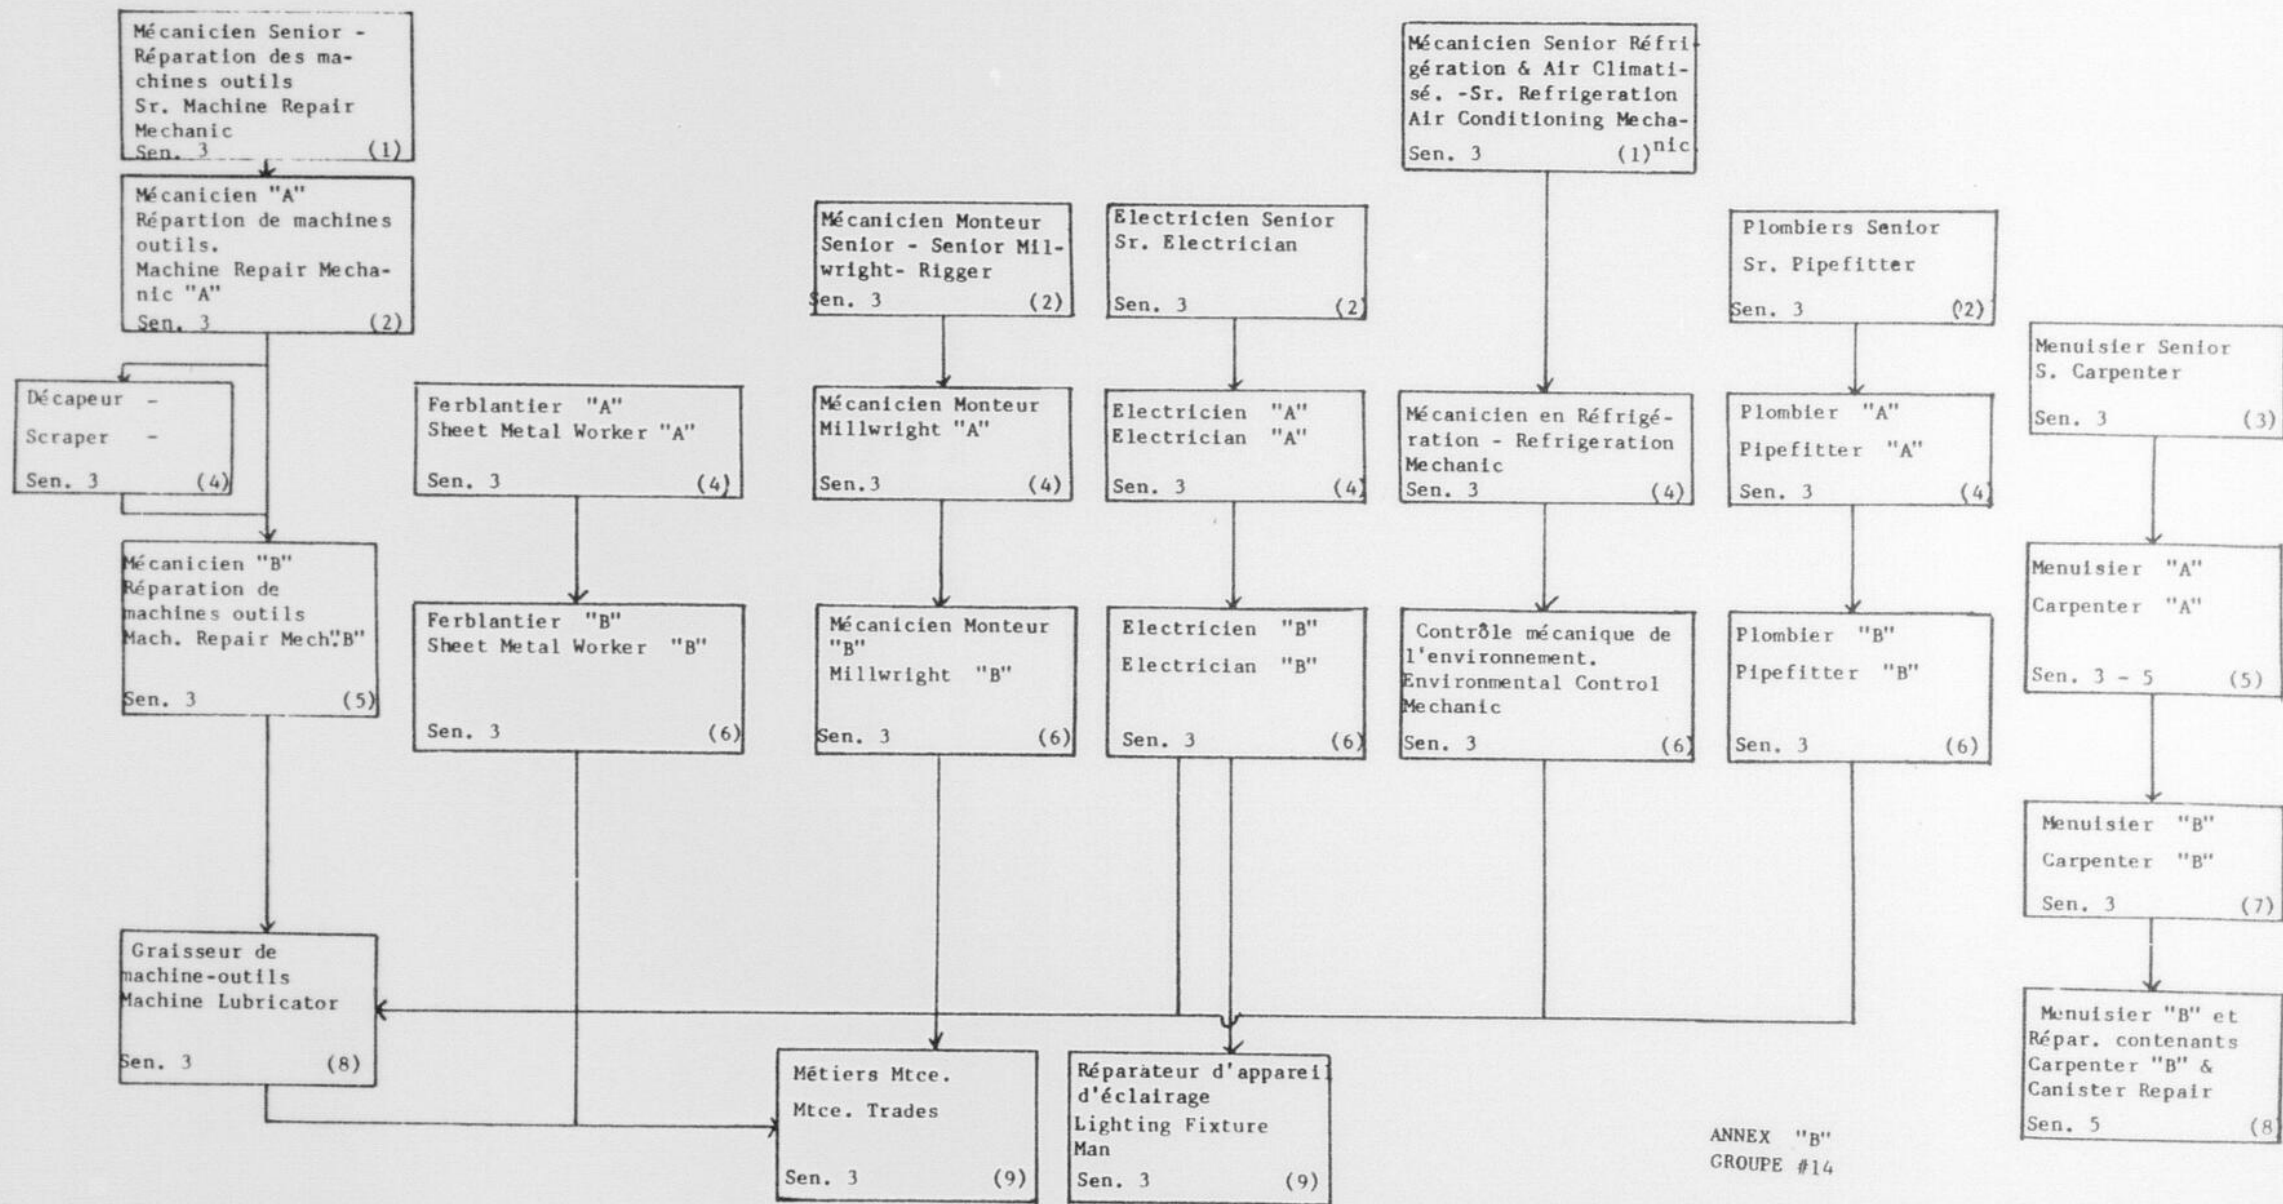 Mécanicien Senior -
Réparation des ma-
chines outils
Sr. Machine Repair
Mechanic
Sen. 3 (1)
Mécanicien "A"
Répartion de machines
outils.
Machine Repair Mecha-
nic "A"
Sen. 3 (2)
Décapeur -
Scraper -
Sen. 3 (4)
Mécanicien "B"
Réparation de
machines outils
Mach. Repair Mech."B"
Sen. 3 (5)
Graisseur de
machine-outils
Machine Lubricator
Sen. 3 (8)
Ferblantier "A"
Sheet Metal Worker "A"
Sen. 3 (4)
Ferblantier "B"
Sheet Metal Worker "B"
Sen. 3 (6)
Mécanicien Monteur
Senior - Senior Mil-
wright- Rigger
Sen. 3 (2)
Mécanicien Monteur
Millwright "A"
Sen.3 (4)
Mécanicien Monteur
"B"
Millwright "B"
Sen. 3 (6)
Métiers Mtce.
Mtce. Trades
Sen. 3 (9)
Electricien Senior
Sr. Electrician
Sen. 3 (2)
Electricien "A"
Electrician "A"
Sen. 3 (4)
Electricien "B"
Electrician "B"
Sen. 3 (6)
Réparateur d'appareil
d'éclairage
Lighting Fixture
Man
Sen. 3 (9)
Mécanicien Senior Réfri-
gération & Air Climati-
sé. -Sr. Refrigeration
Air Conditioning Mecha-
nic
Sen. 3 (1)
Mécanicien en Réfrigé-
ration - Refrigeration
Mechanic
Sen. 3 (4)
Contrôle mécanique de
l'environnement.
Environmental Control
Mechanic
Sen. 3 (6)
Plombiers Senior
Sr. Pipefitter
Sen. 3 (2)
Plombier "A"
Pipefitter "A"
Sen. 3 (4)
Plombier "B"
Pipefitter "B"
Sen. 3 (6)
Menuisier Senior
S. Carpenter
Sen. 3 (3)
Menuisier "A"
Carpenter "A"
Sen. 3 - 5 (5)
Menuisier "B"
Carpenter "B"
Sen. 3 (7)
Menuisier "B" et
Répar. contenants
Carpenter "B" &
Canister Repair
Sen. 5 (8
ANNEX "B"
GROUPE #14